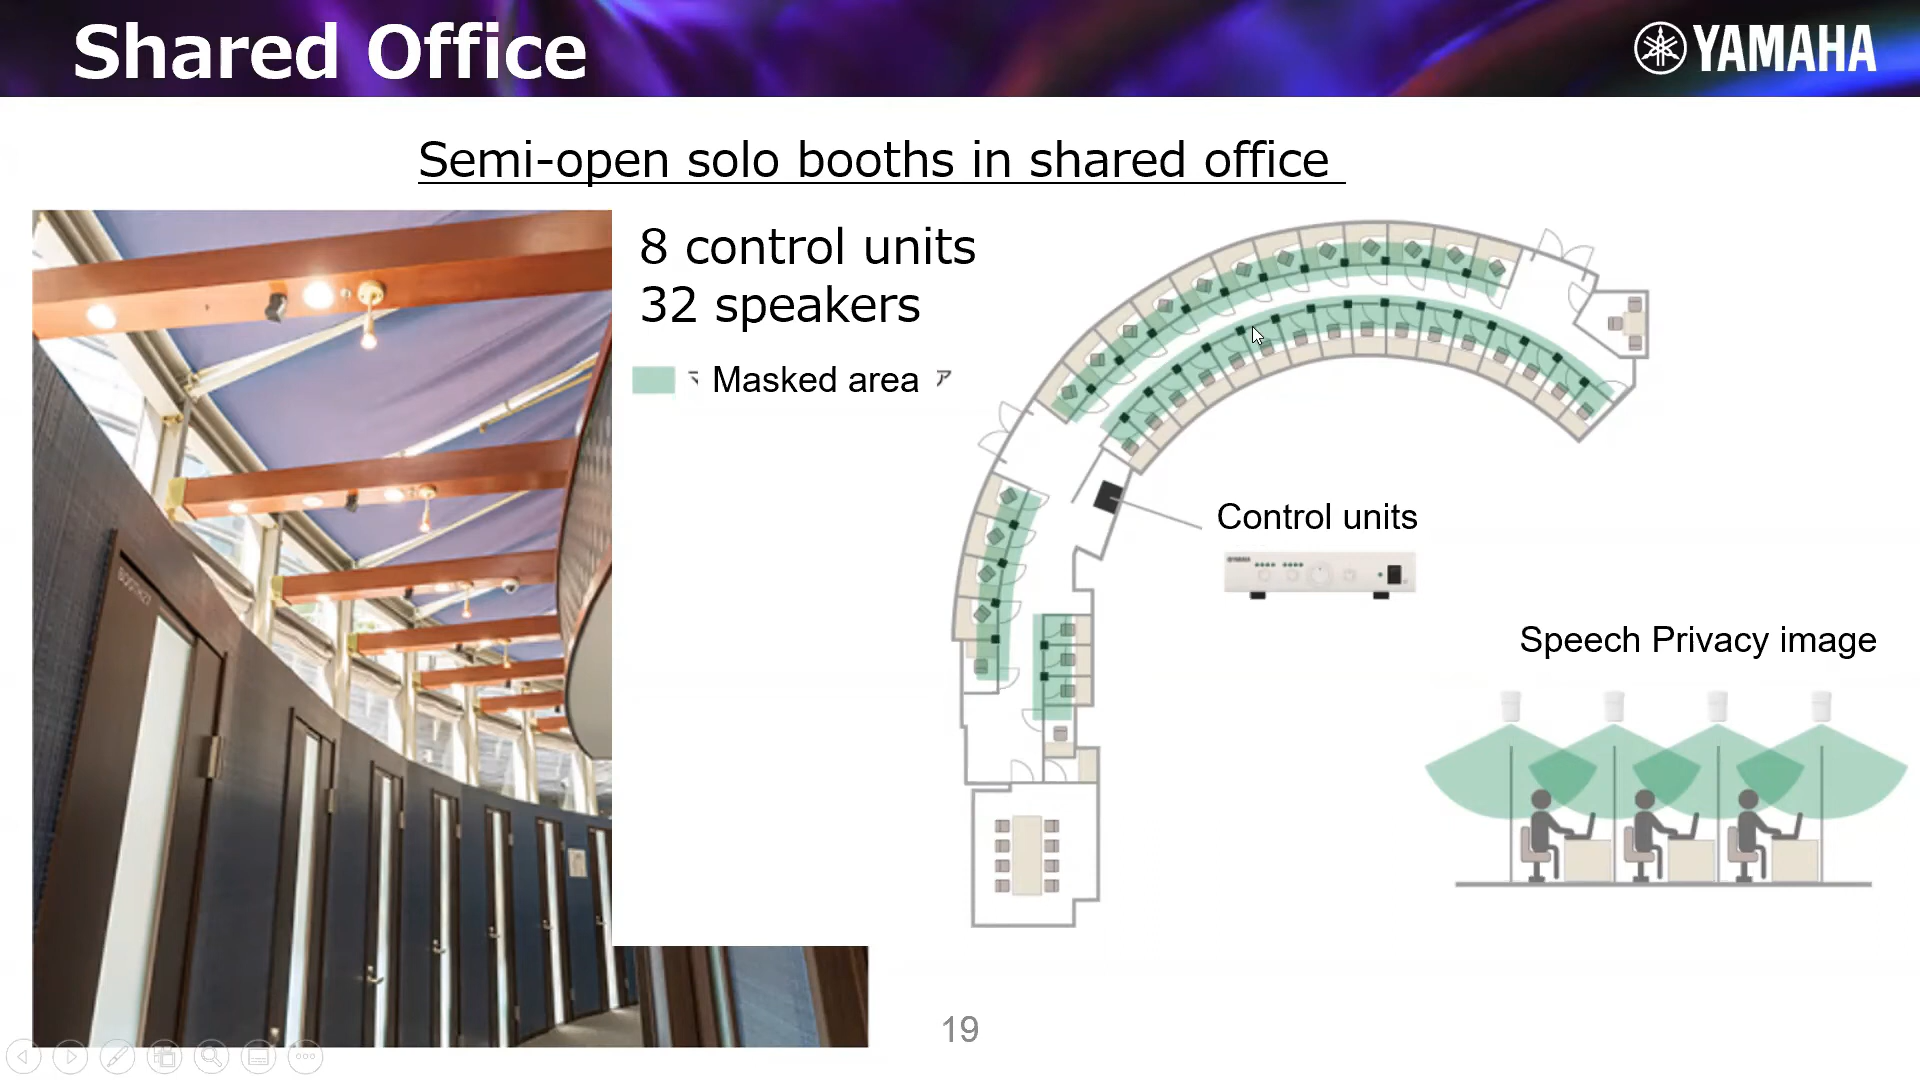 Shared Office
YAMAHA
Semi-open solo booths in shared office
8 control units
32 speakers
Masked area
Control units
YAMAHA
Speech Privacy image
19